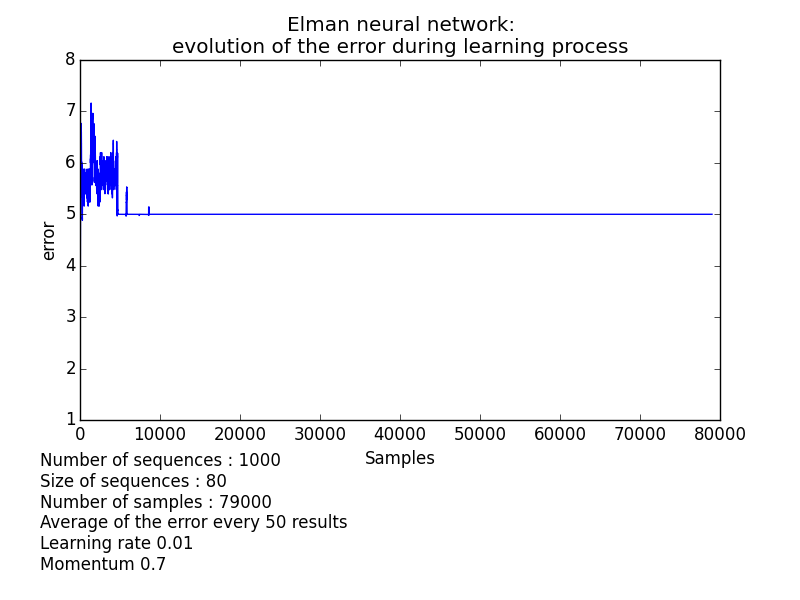 Elman neural network:
evolution of the error during learning process
8
7
6
5
4
3
2
1
error
0 10000 20000 30000 40000 50000 60000 70000 80000
Samples
Number of sequences : 1000
Size of sequences : 80
Number of samples : 79000
Average of the error every 50 results
Learning rate 0.01
Momentum 0.7